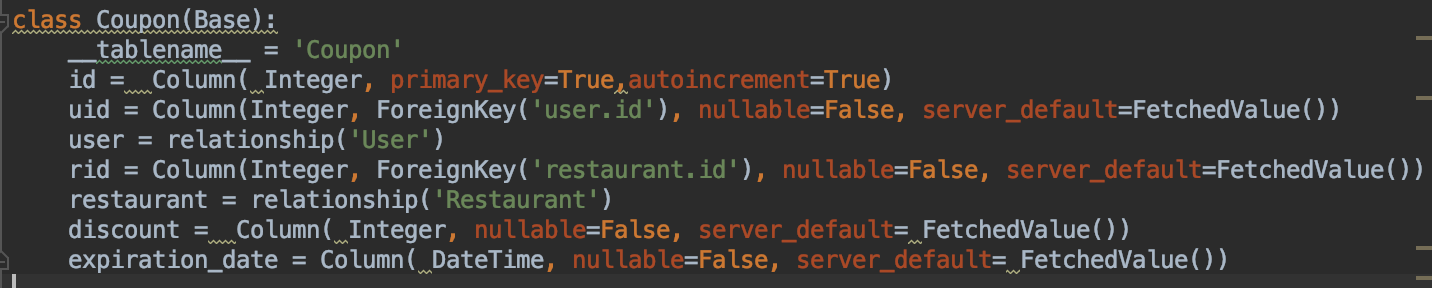 class Coupon(Base):
    __tablename__ = 'Coupon'
    id =  Column( Integer, primary_key=True,autoincrement=True)
    uid = Column(Integer, ForeignKey('user.id'), nullable=False, server_default=FetchedValue())
    user = relationship('User')
    rid = Column(Integer, ForeignKey('restaurant.id'), nullable=False, server_default=FetchedValue())
    restaurant = relationship('Restaurant')
    discount =  Column( Integer, nullable=False, server_default= FetchedValue())
    expiration_date = Column( DateTime, nullable=False, server_default= FetchedValue())